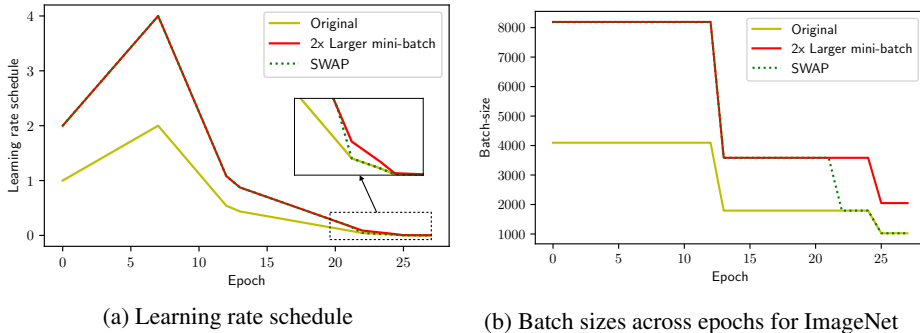 Original
2x Larger mini-batch
SWAP
4
3
2
1
0
Learning rate schedule
0
5
10
15
20
25
Epoch
(a) Learning rate schedule
Original
2x Larger mini-batch
SWAP
8000
7000
6000
5000
4000
3000
2000
1000
Batch-size
0
5
10
15
20
25
Epoch
(b) Batch sizes across epochs for ImageNet